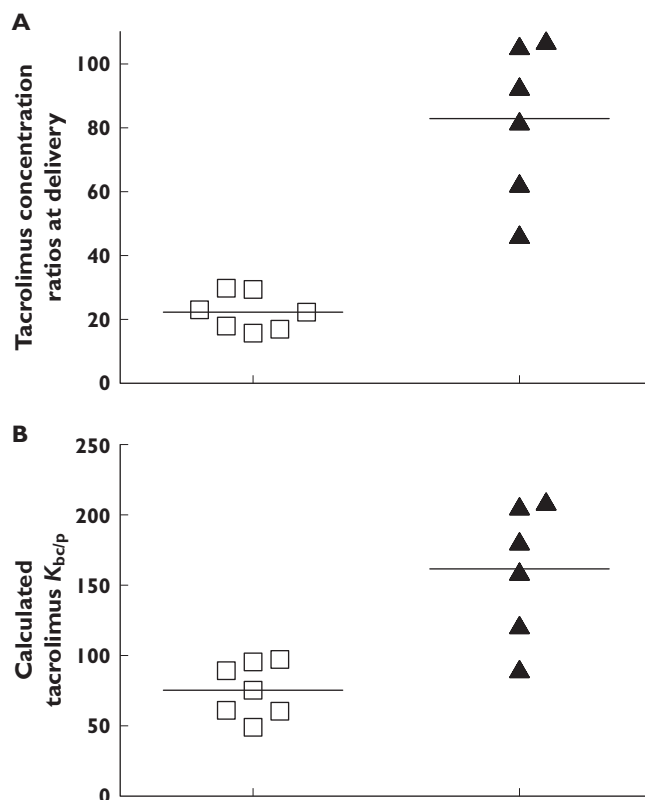 A
Tacrolimus concentration
ratios at delivery
100
80
60
40
20
0
B
Calculated
tacrolimus Kbc/p
250
200
150
100
50
0